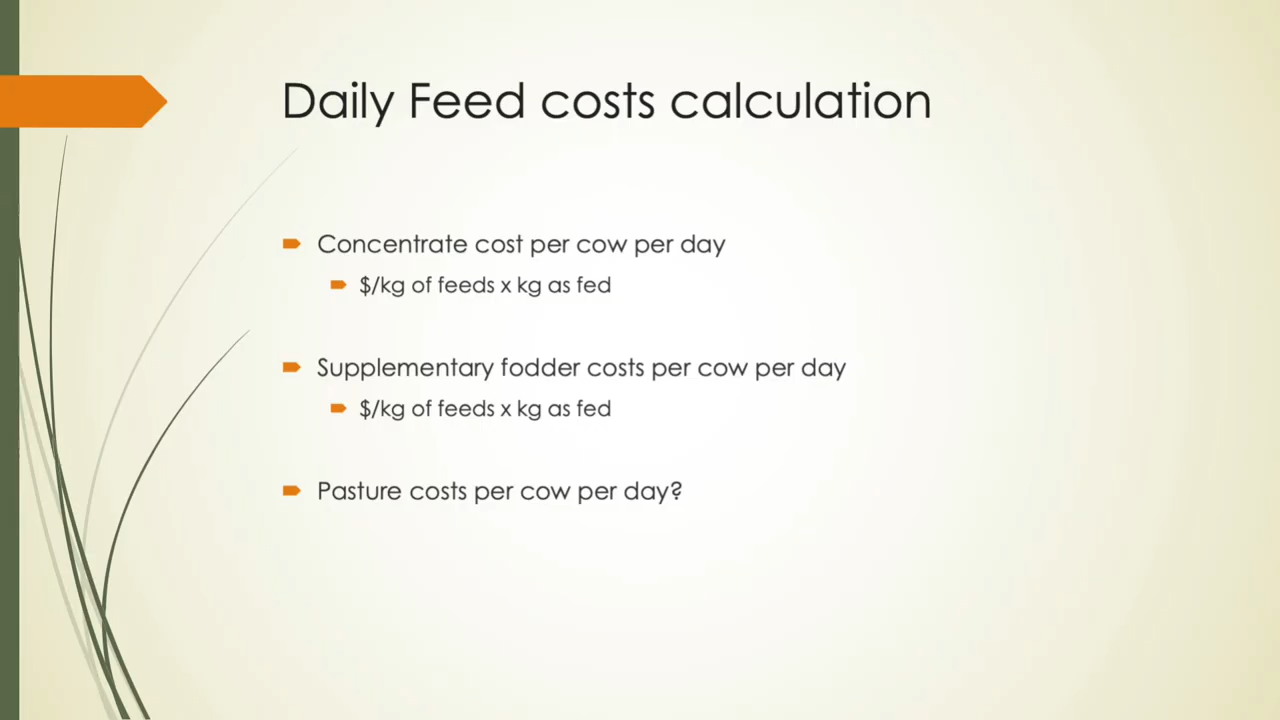 Daily Feed costs calculation
Concentrate cost per cow per day
$/kg of feeds x kg as fed
Supplementary fodder costs per cow per day
$/kg of feeds x kg as fed
Pasture costs per cow per day?